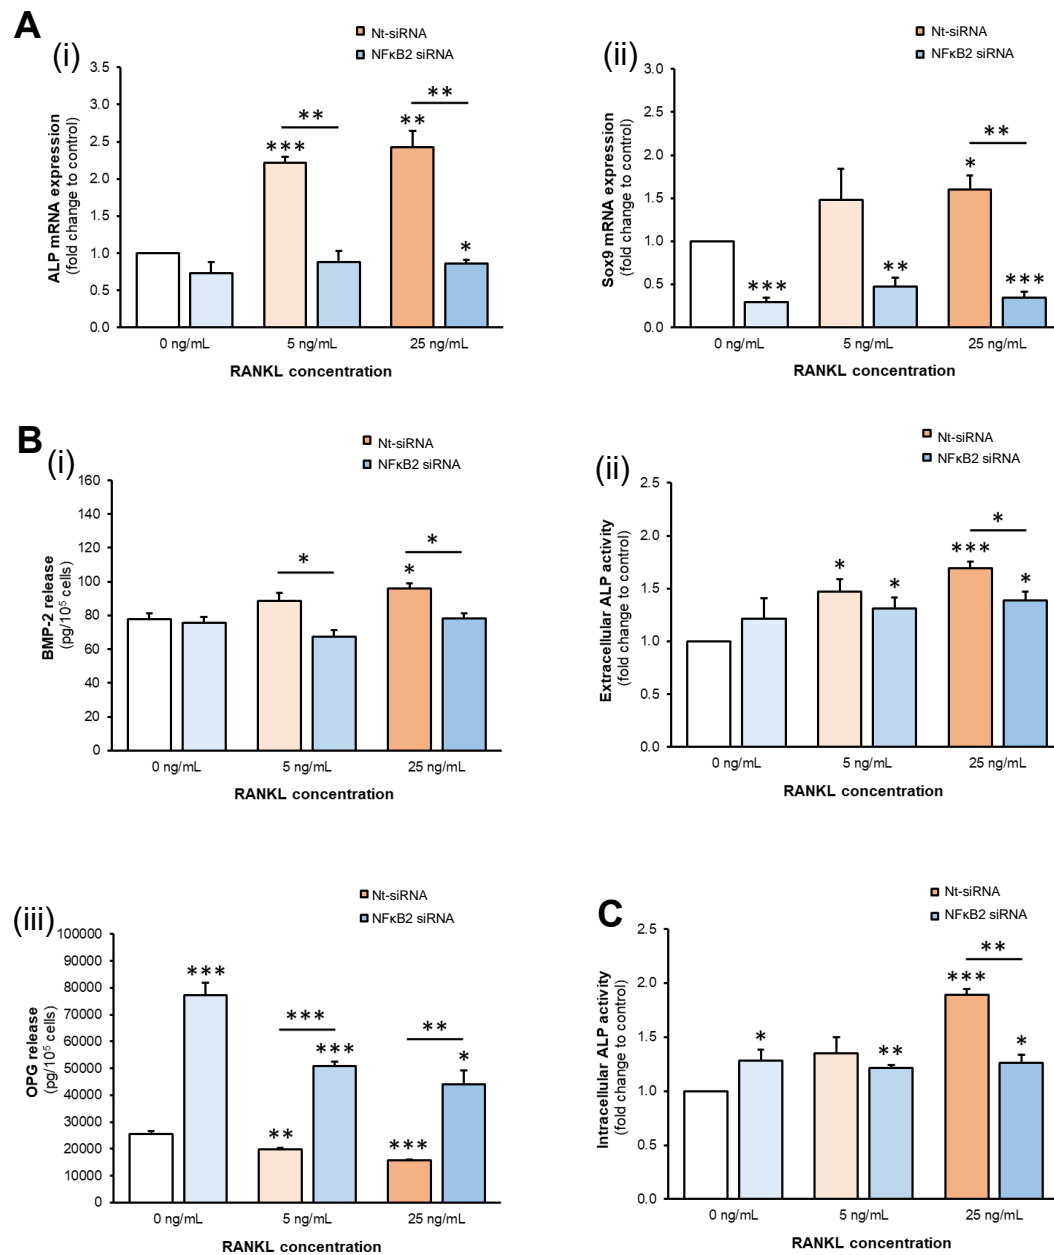 A
(i)
Nt-siRNA
NFκB2 siRNA
ALP mRNA expression
(fold change to control)
3.5
3.0
2.5
2.0
1.5
1.0
0.5
0.0
***
**
**
**
*
0 ng/mL 5 ng/mL 25 ng/mL
RANKL concentration
(ii)
Nt-siRNA
NFκB2 siRNA
Sox9 mRNA expression
(fold change to control)
3.0
2.5
2.0
1.5
1.0
0.5
0.0
***
**
*
**
***
0 ng/mL 5 ng/mL 25 ng/mL
RANKL concentration
B
(i)
Nt-siRNA
NFκB2 siRNA
BMP-2 release
(pg/10⁵ cells)
160
140
120
100
80
60
40
20
0
*
*
*
0 ng/mL 5 ng/mL 25 ng/mL
RANKL concentration
(ii)
Nt-siRNA
NFκB2 siRNA
Extracellular ALP activity
(fold change to control)
2.5
2.0
1.5
1.0
0.5
0.0
*
*
***
*
*
0 ng/mL 5 ng/mL 25 ng/mL
RANKL concentration
(iii)
Nt-siRNA
NFκB2 siRNA
OPG release
(pg/10⁵ cells)
100000
90000
80000
70000
60000
50000
40000
30000
20000
10000
0
***
**
***
***
***
**
*
0 ng/mL 5 ng/mL 25 ng/mL
RANKL concentration
C
Nt-siRNA
NFκB2 siRNA
Intracellular ALP activity
(fold change to control)
2.5
2.0
1.5
1.0
0.5
0.0
*
**
***
**
*
0 ng/mL 5 ng/mL 25 ng/mL
RANKL concentration